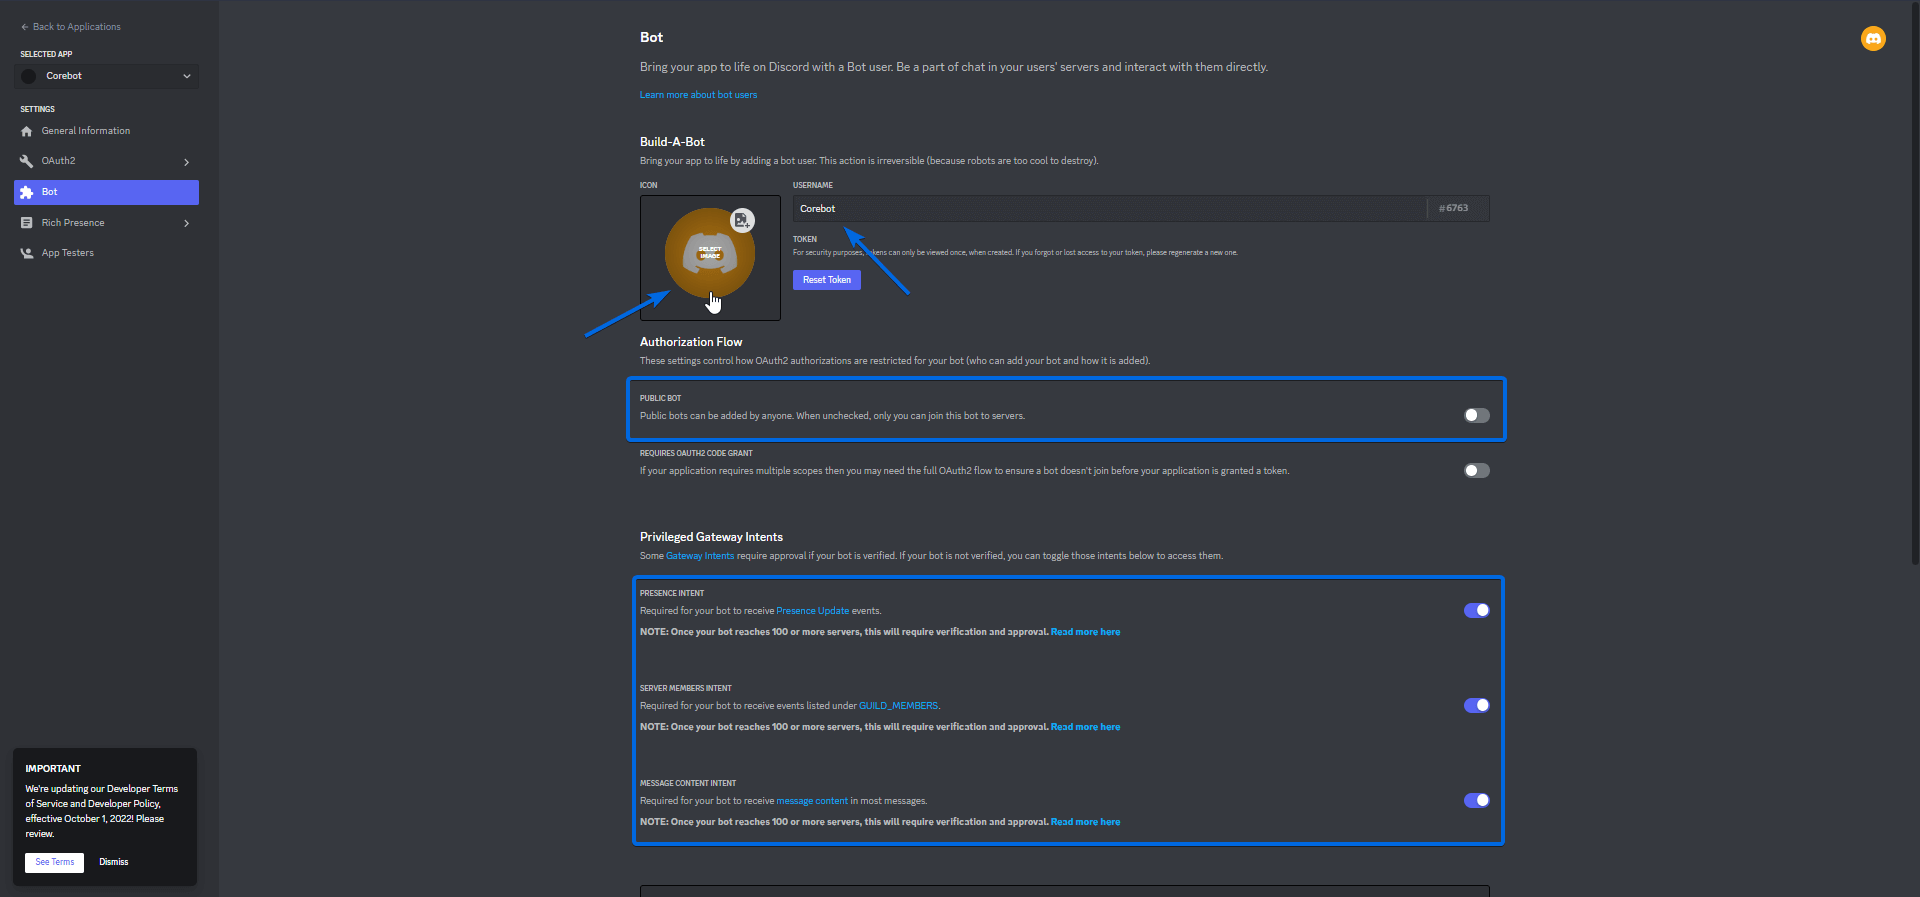 Back to Applications
SELECTED APP
Corebot
SETTINGS
General Information
OAuth2
Bot
Rich Presence
App Testers
IMPORTANT
We're updating our Developer Terms
of Service and Developer Policy,
effective October 1, 2022! Please
review.
See Terms
Dismiss
Bot
Bring your app to life on Discord with a Bot user. Be a part of chat in your users' servers and interact with them directly.
Learn more about bot users
Build-A-Bot
Bring your app to life by adding a bot user. This action is irreversible (because robots are too cool to destroy).
ICON
SELECT
IMAGE
USERNAME
Corebot
#6763
TOKEN
For security purposes, tokens can only be viewed once, when created. If you forgot or lost access to your token, please regenerate a new one.
Reset Token
Authorization Flow
These settings control how OAuth2 authorizations are restricted for your bot (who can add your bot and how it is added).
PUBLIC BOT
Public bots can be added by anyone. When unchecked, only you can join this bot to servers.
REQUIRES OAUTH2 CODE GRANT
If your application requires multiple scopes then you may need the full OAuth2 flow to ensure a bot doesn't join before your application is granted a token.
Privileged Gateway Intents
Some Gateway Intents require approval if your bot is verified. If your bot is not verified, you can toggle those intents below to access them.
PRESENCE INTENT
Required for your bot to receive Presence Update events.
NOTE: Once your bot reaches 100 or more servers, this will require verification and approval. Read more here
SERVER MEMBERS INTENT
Required for your bot to receive events listed under GUILD_MEMBERS.
NOTE: Once your bot reaches 100 or more servers, this will require verification and approval. Read more here
MESSAGE CONTENT INTENT
Required for your bot to receive message content in most messages.
NOTE: Once your bot reaches 100 or more servers, this will require verification and approval. Read more here